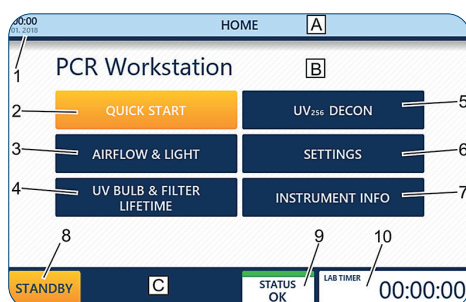 00:00
HOME
A
01. 2018
1
PCR Workstation
B
2
QUICK START
UV256 DECON
5
3
AIRFLOW & LIGHT
SETTINGS
6
4
UV BULB & FILTER
LIFETIME
INSTRUMENT INFO
7
8
9
10
STANDBY
C
STATUS
OK
LAB TIMER
00:00:00